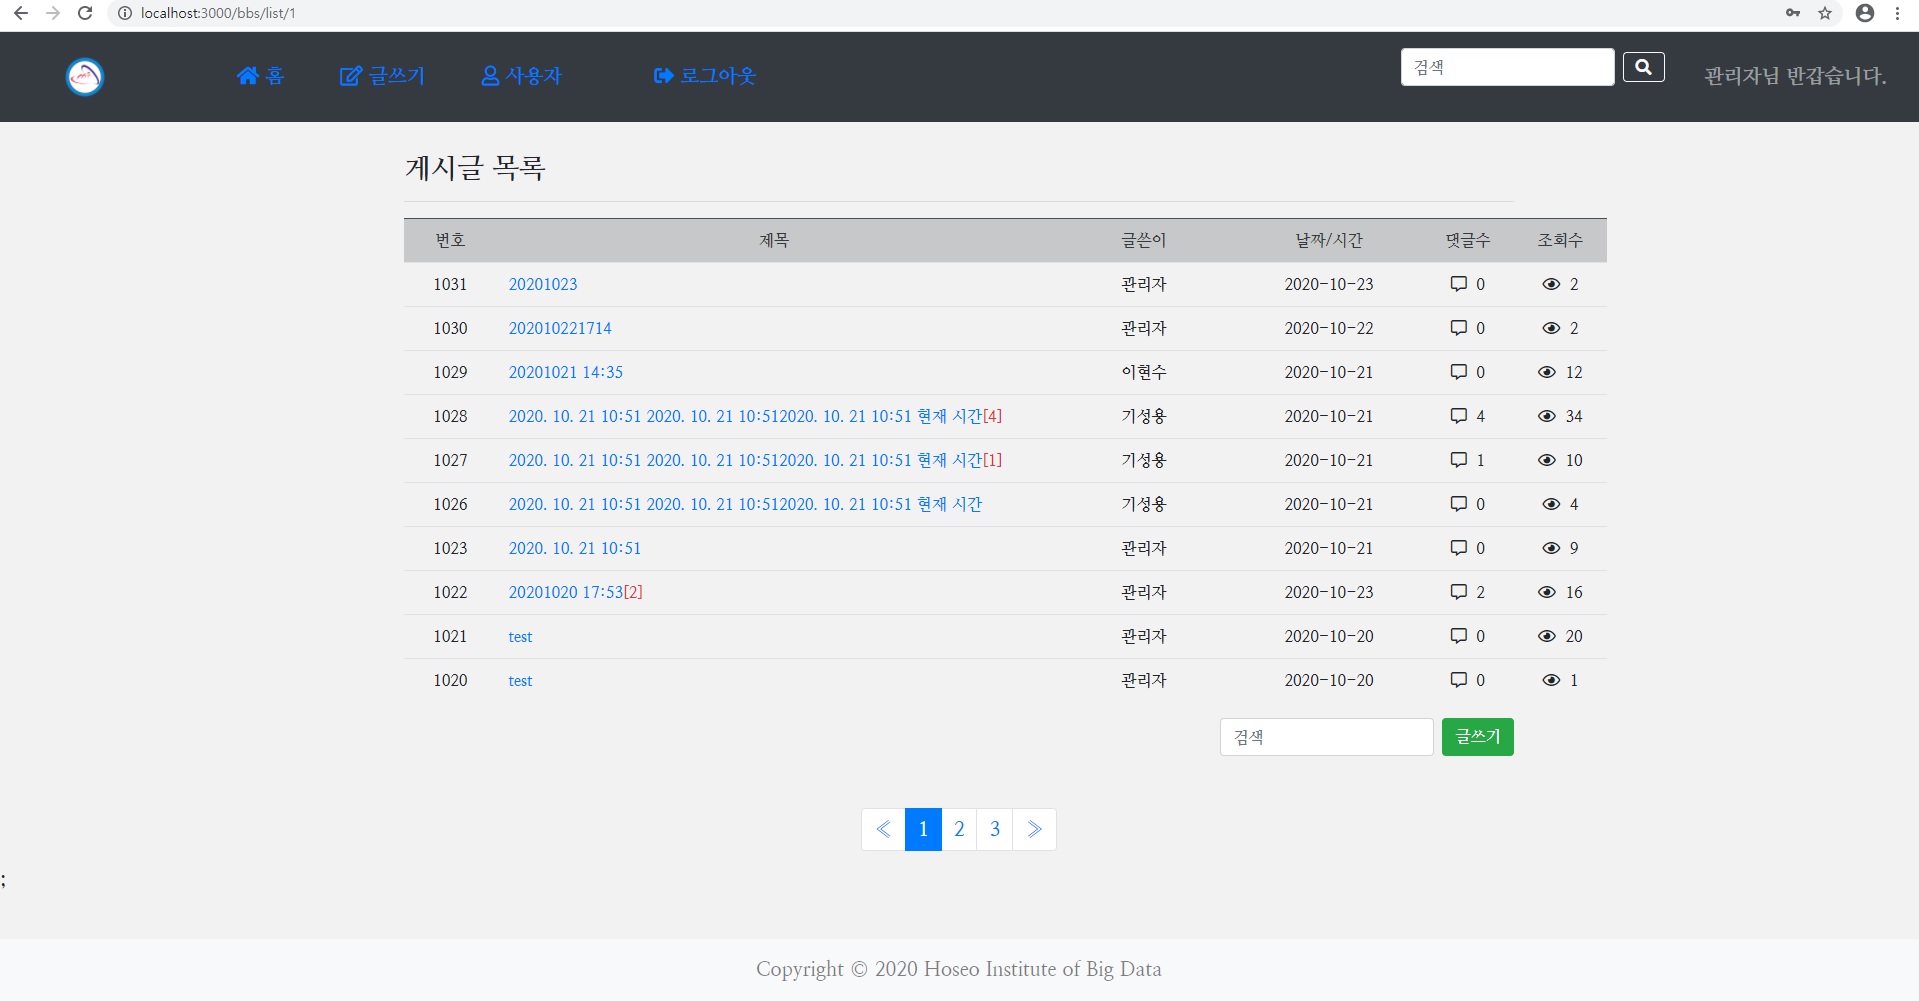 localhost:3000/bbs/list/1
홈 글쓰기 사용자 로그아웃 검색 관리자님 반갑습니다.
게시글 목록
번호 제목 글쓴이 날짜/시간 댓글수 조회수
1031 20201023 관리자 2020-10-23 0 2
1030 202010221714 관리자 2020-10-22 0 2
1029 20201021 14:35 이현수 2020-10-21 0 12
1028 2020. 10. 21 10:51 2020. 10. 21 10:512020. 10. 21 10:51 현재 시간[4] 기성용 2020-10-21 4 34
1027 2020. 10. 21 10:51 2020. 10. 21 10:512020. 10. 21 10:51 현재 시간[1] 기성용 2020-10-21 1 10
1026 2020. 10. 21 10:51 2020. 10. 21 10:512020. 10. 21 10:51 현재 시간 기성용 2020-10-21 0 4
1023 2020. 10. 21 10:51 관리자 2020-10-21 0 9
1022 20201020 17:53[2] 관리자 2020-10-23 2 16
1021 test 관리자 2020-10-20 0 20
1020 test 관리자 2020-10-20 0 1
검색 글쓰기
≪ 1 2 3 ≫
;
Copyright © 2020 Hoseo Institute of Big Data